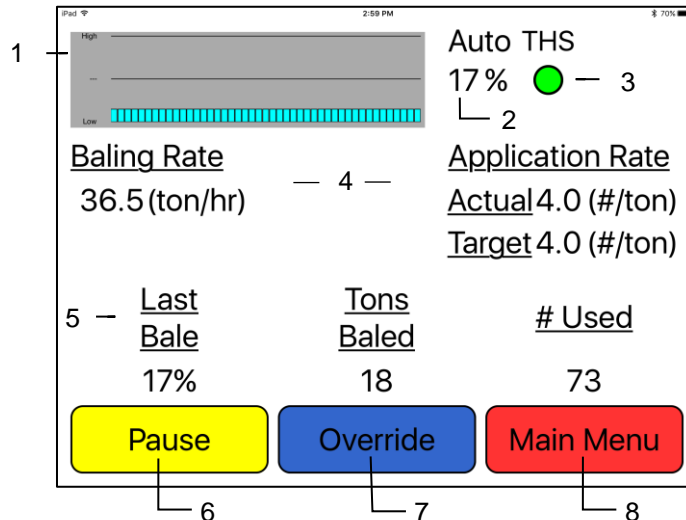 iPad 2:59 PM 70%
High
1
Auto THS
17 % 3
Low
2
Baling Rate Application Rate
4
36.5 (ton/hr) Actual 4.0 (#/ton)
Target 4.0 (#/ton)
Last Tons
5 Bale Baled # Used
17% 18 73
Pause Override Main Menu
6 7 8